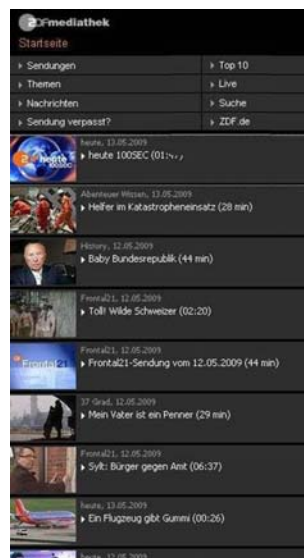 ZDFmediathek
Startseite
Sendungen
Top 10
Themen
Live
Nachrichten
Suche
Sendung verpasst?
ZDF.de
heute, 13.05.2009
heute 100SEC
Abenteuer Wissen, 13.05.2009
Helfer im Katastropheneinsatz (28 min)
History, 12.05.2009
Baby Bundesrepublik (44 min)
Frontal21, 12.05.2009
Toll! Wilde Schweizer (02:20)
Frontal21
Frontal21, 12.05.2009
Frontal21-Sendung vom 12.05.2009 (44 min)
37 Grad, 12.05.2009
Mein Vater ist ein Penner (29 min)
Frontal21, 12.05.2009
Sylt: Bürger gegen Amt (06:37)
heute, 13.05.2009
Ein Flugzeug gibt Gummi (00:26)
heute, 12.05.2009